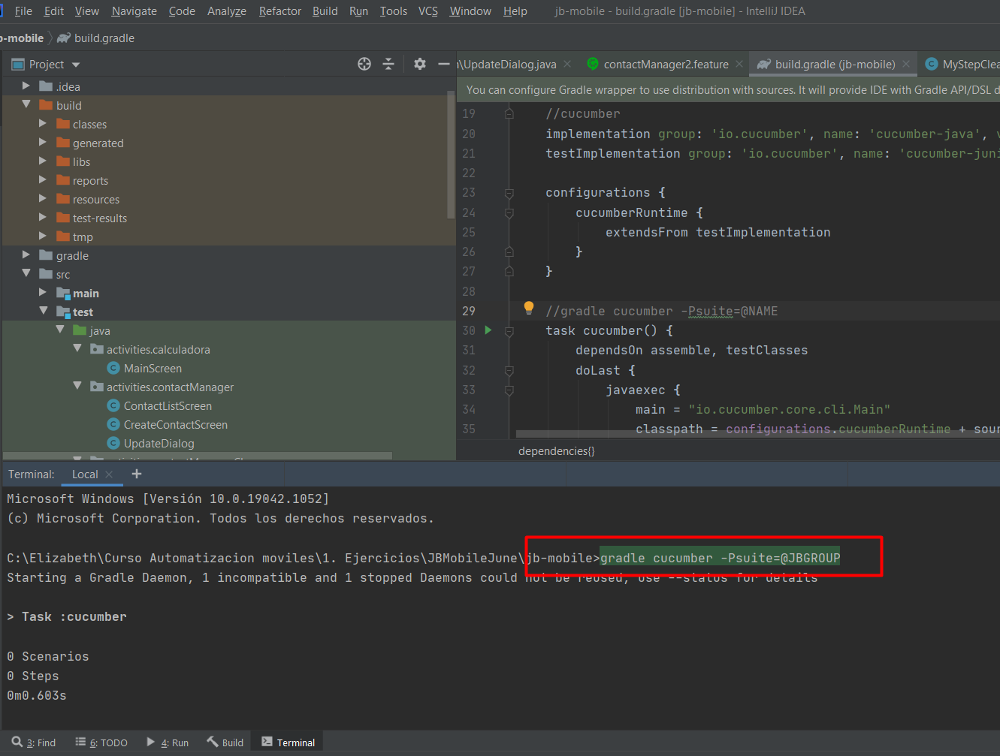 File Edit View Navigate Code Analyze Refactor Build Run Tools VCS Window Help jb-mobile - build.gradle [jb-mobile] - IntelliJ IDEA
b-mobile build.gradle
Project
\UpdateDialog.java contactManager2.feature build.gradle (jb-mobile) MyStepClea
You can configure Gradle wrapper to use distribution with sources. It will provide IDE with Gradle API/DSL d
.idea
build
classes
generated
libs
reports
resources
test-results
tmp
gradle
src
main
test
java
activities.calculadora
MainScreen
activities.contactManager
ContactListScreen
CreateContactScreen
UpdateDialog
19 //cucumber
20 implementation group: 'io.cucumber', name: 'cucumber-java', v
21 testImplementation group: 'io.cucumber', name: 'cucumber-juni
22
23 configurations {
24 cucumberRuntime {
25 extendsFrom testImplementation
26 }
27 }
28
29 //gradle cucumber -Psuite=@NAME
30 task cucumber() {
31 dependsOn assemble, testClasses
32 doLast {
33 javaexec {
34 main = "io.cucumber.core.cli.Main"
35 classpath = configurations.cucumberRuntime + sour
dependencies{}
Terminal: Local
Microsoft Windows [Versión 10.0.19042.1052]
(c) Microsoft Corporation. Todos los derechos reservados.
C:\Elizabeth\Curso Automatizacion moviles\1. Ejercicios\JBMobileJune\jb-mobile>gradle cucumber -Psuite=@JBGROUP
Starting a Gradle Daemon, 1 incompatible and 1 stopped Daemons could not be reused, use --status for details
> Task :cucumber
0 Scenarios
0 Steps
0m0.603s
3: Find 6: TODO 4: Run Build Terminal